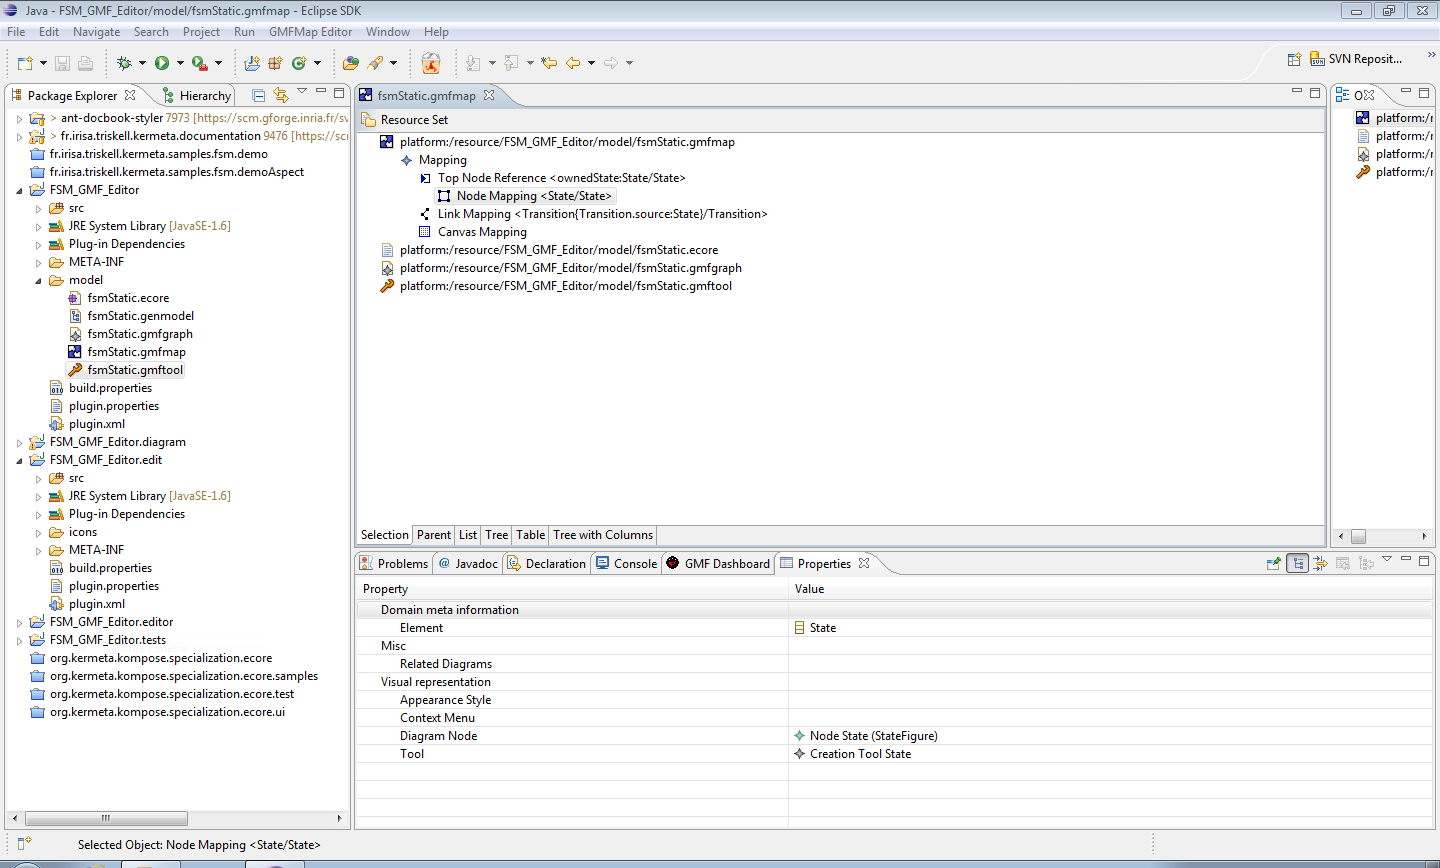 Java - FSM_GMF_Editor/model/fsmStatic.gmfmap - Eclipse SDK
File Edit Navigate Search Project Run GMFMap Editor Window Help
SVN Reposit...
Package Explorer
Hierarchy
> ant-docbook-styler 7973 [https://scm.gforge.inria.fr/sv
> fr.irisa.triskell.kermeta.documentation 9476 [https://sc
fr.irisa.triskell.kermeta.samples.fsm.demo
fr.irisa.triskell.kermeta.samples.fsm.demoAspect
FSM_GMF_Editor
src
JRE System Library [JavaSE-1.6]
Plug-in Dependencies
META-INF
model
fsmStatic.ecore
fsmStatic.genmodel
fsmStatic.gmfgraph
fsmStatic.gmfmap
fsmStatic.gmftool
build.properties
plugin.properties
plugin.xml
FSM_GMF_Editor.diagram
FSM_GMF_Editor.edit
src
JRE System Library [JavaSE-1.6]
Plug-in Dependencies
icons
META-INF
build.properties
plugin.properties
plugin.xml
FSM_GMF_Editor.editor
FSM_GMF_Editor.tests
org.kermeta.kompose.specialization.ecore
org.kermeta.kompose.specialization.ecore.samples
org.kermeta.kompose.specialization.ecore.test
org.kermeta.kompose.specialization.ecore.ui
fsmStatic.gmfmap
Resource Set
platform:/resource/FSM_GMF_Editor/model/fsmStatic.gmfmap
Mapping
Top Node Reference <ownedState:State/State>
Node Mapping <State/State>
Link Mapping <Transition{Transition.source:State}/Transition>
Canvas Mapping
platform:/resource/FSM_GMF_Editor/model/fsmStatic.ecore
platform:/resource/FSM_GMF_Editor/model/fsmStatic.gmfgraph
platform:/resource/FSM_GMF_Editor/model/fsmStatic.gmftool
Selection Parent List Tree Table Tree with Columns
O
platform:/r
platform:/r
platform:/r
platform:/r
Problems Javadoc Declaration Console GMF Dashboard Properties
Property Value
Domain meta information
Element State
Misc
Related Diagrams
Visual representation
Appearance Style
Context Menu
Diagram Node Node State (StateFigure)
Tool Creation Tool State
Selected Object: Node Mapping <State/State>